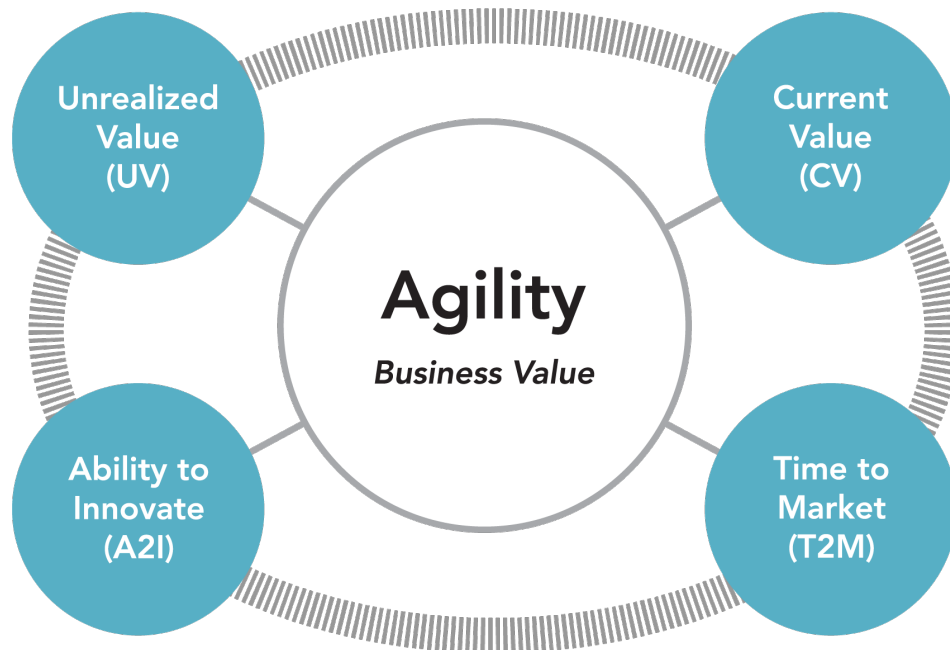 Unrealized
Value
(UV)
Current
Value
(CV)
Agility
Business Value
Ability to
Innovate
(A2I)
Time to
Market
(T2M)